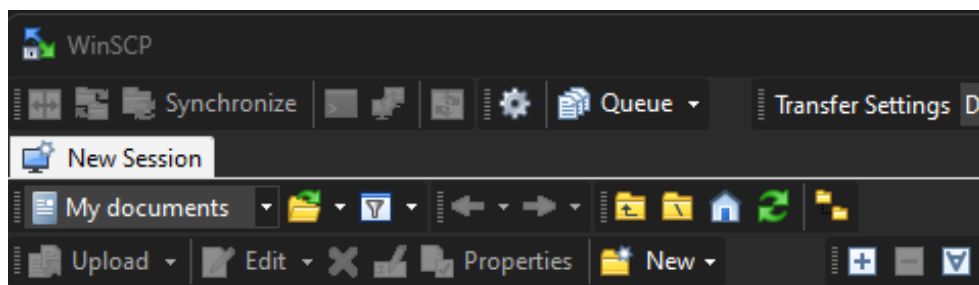 WinSCP
Synchronize Queue Transfer Settings D
New Session
My documents
Upload Edit Properties New